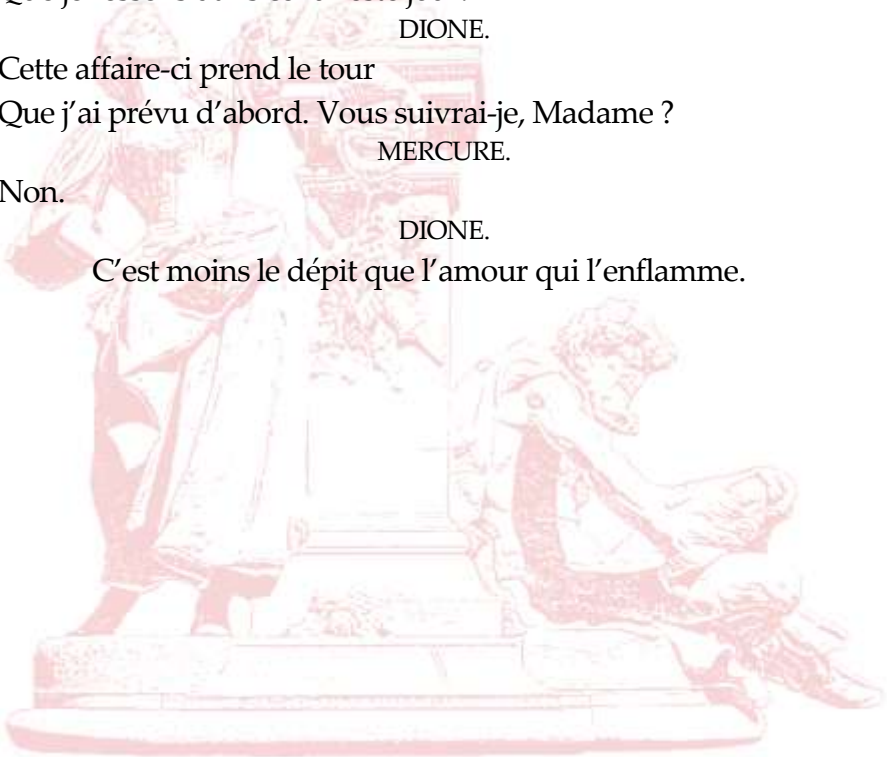 DIONE.
Cette affaire-ci prend le tour
Que j'ai prévu d'abord. Vous suivrai-je, Madame ?
MERCURE.
Non.
DIONE.
C'est moins le dépit que l'amour qui l'enflamme.